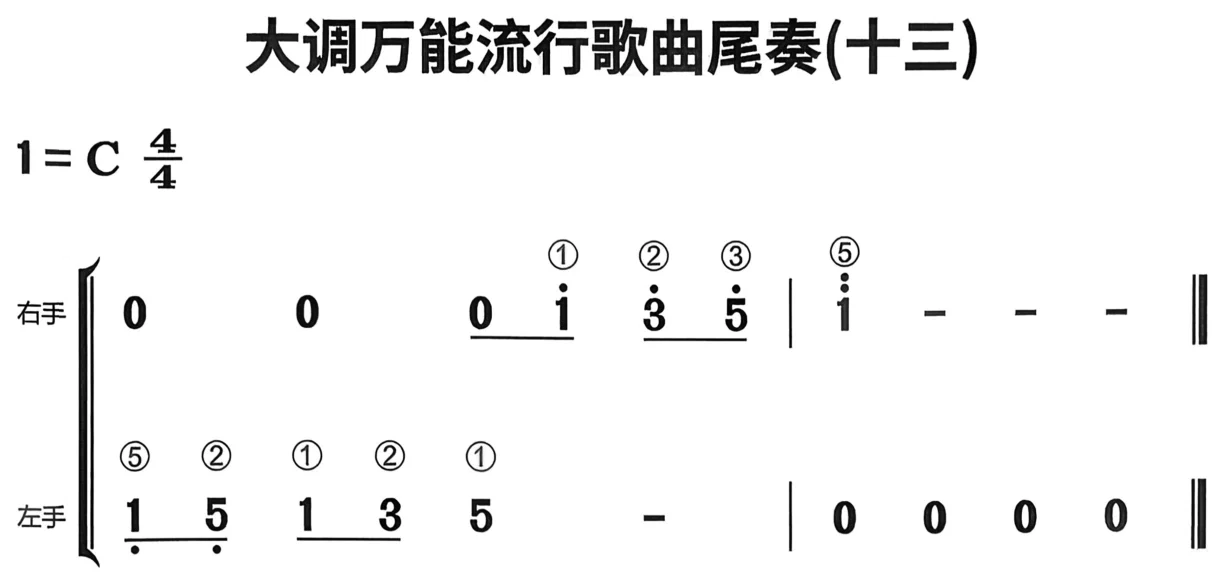 大调万能流行歌曲尾奏(十三)
1=C 4/4
① ② ③ ⑤
右手 0 0 0 1̇ 3̇ 5̇ | 1̈ - - - ‖
⑤ ② ① ② ①
左手 1̣ 5̣ 1 3 5 - | 0 0 0 0 ‖